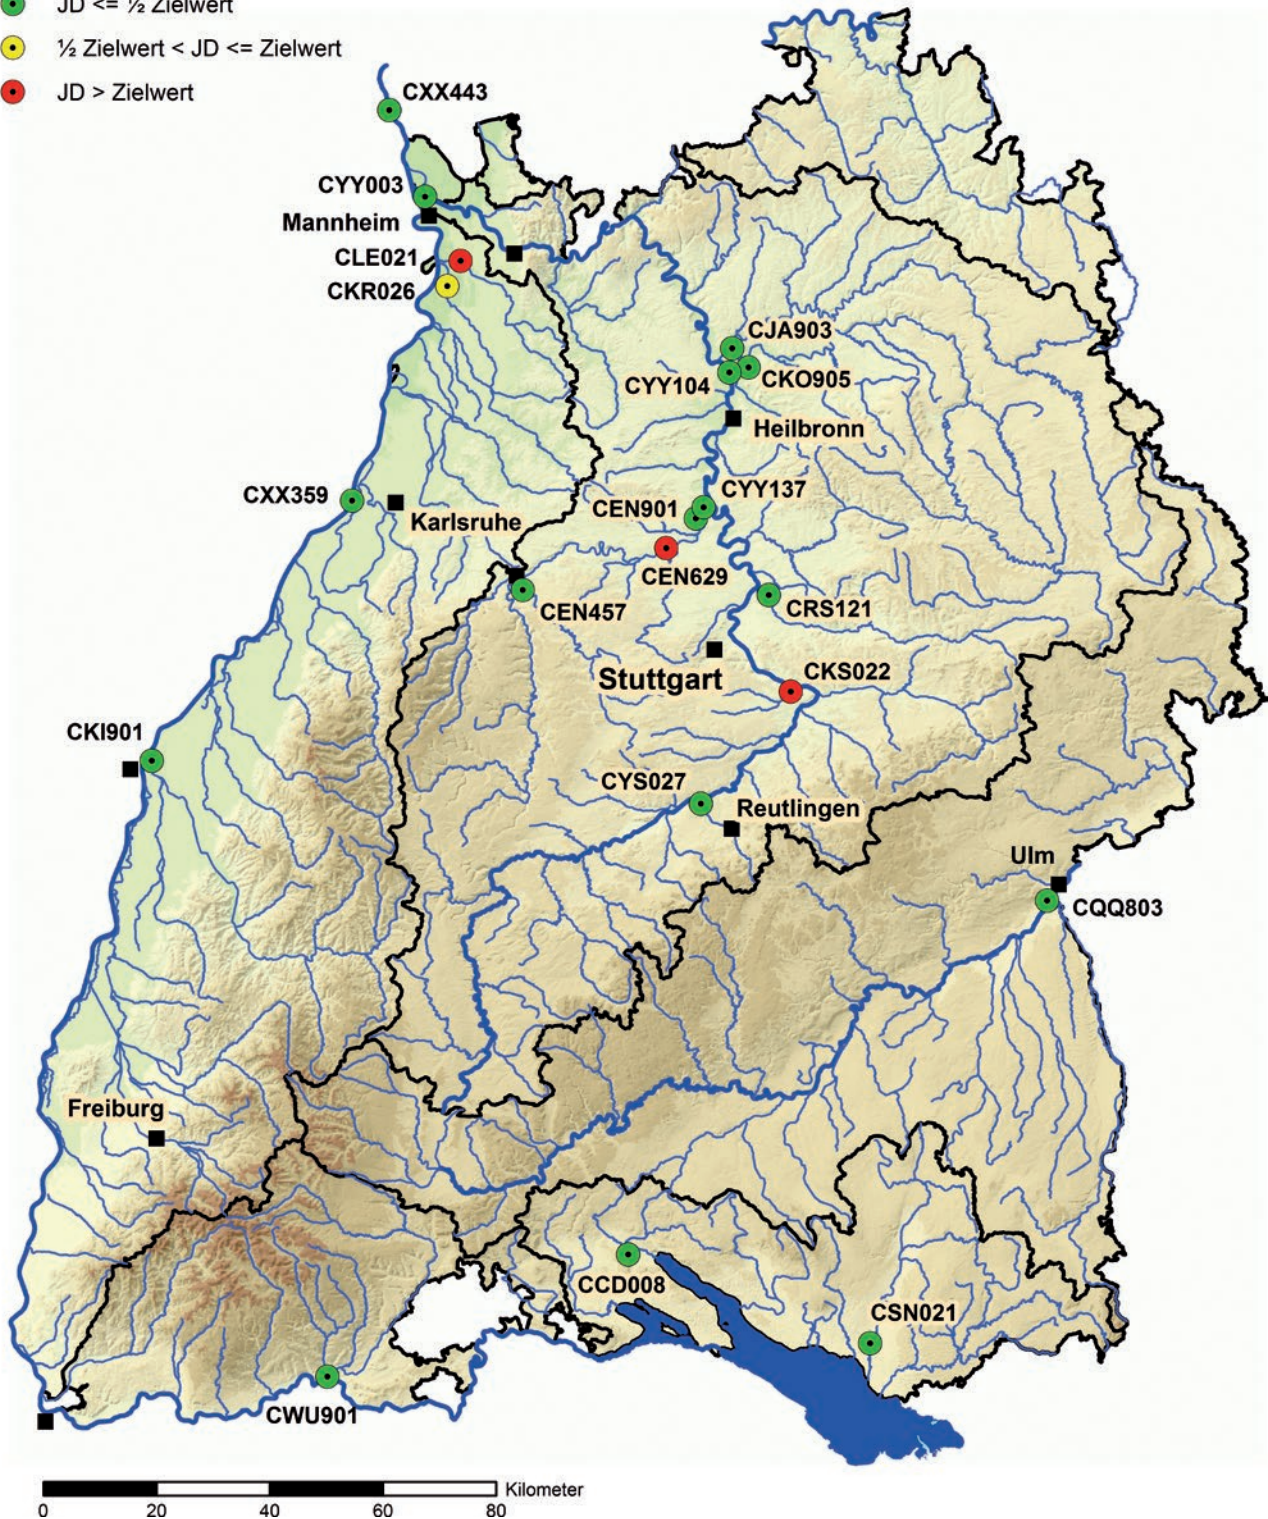 JD <= ½ Zielwert
½ Zielwert < JD <= Zielwert
JD > Zielwert
CXX443
CYY003
Mannheim
CLE021
CKR026
CJA903
CYY104
CKO905
Heilbronn
CXX359
Karlsruhe
CYY137
CEN901
CEN629
CEN457
CRS121
Stuttgart
CKS022
CKI901
CYS027
Reutlingen
Ulm
CQQ803
Freiburg
CCD008
CSN021
CWU901
Kilometer
0 20 40 60 80